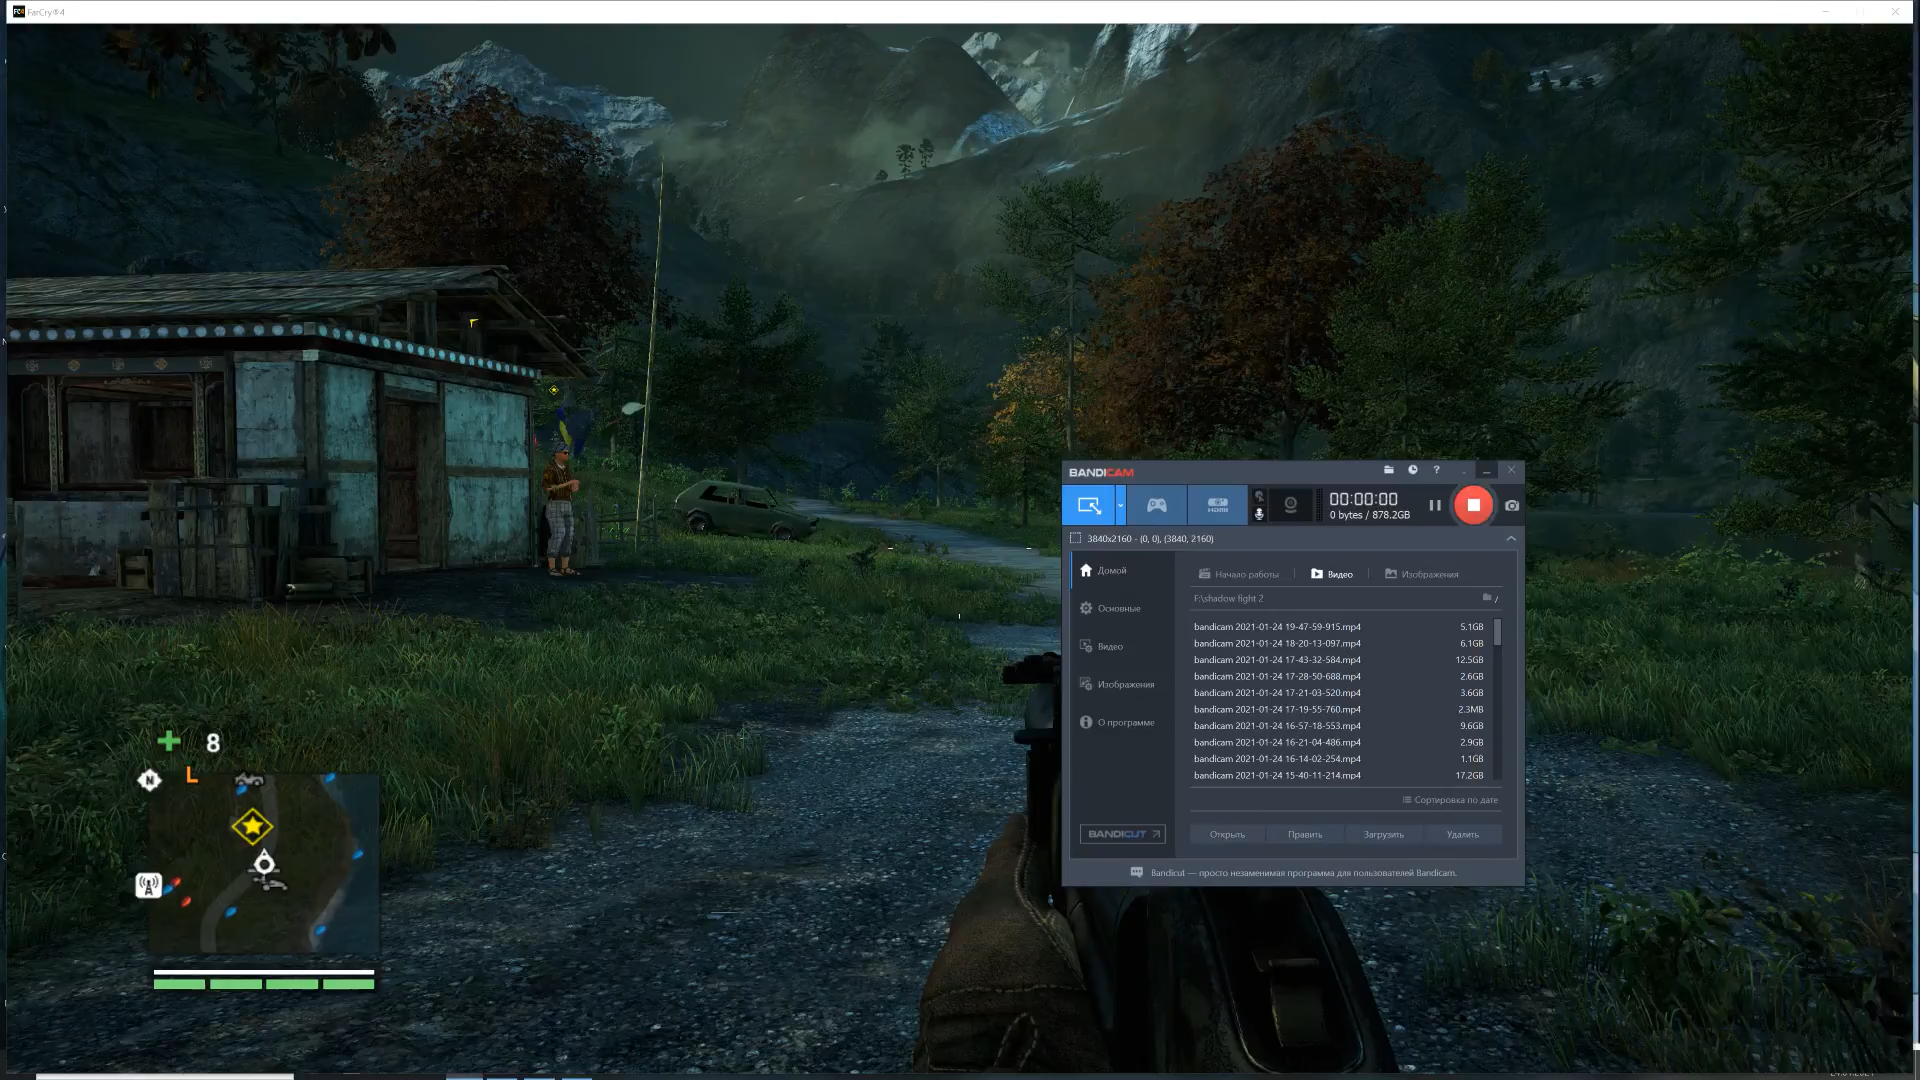 FarCry®4
BANDICAM
?
HDMI
00:00:00
0 bytes / 878.2GB
3840x2160 - (0, 0), (3840, 2160)
Домой
Основные
Видео
Изображения
О программе
BANDICUT
Начало работы
Видео
Изображения
F:\shadow fight 2
bandicam 2021-01-24 19-47-59-915.mp4 5.1GB
bandicam 2021-01-24 18-20-13-097.mp4 6.1GB
bandicam 2021-01-24 17-43-32-584.mp4 12.5GB
bandicam 2021-01-24 17-28-50-688.mp4 2.6GB
bandicam 2021-01-24 17-21-03-520.mp4 3.6GB
bandicam 2021-01-24 17-19-55-760.mp4 2.3MB
bandicam 2021-01-24 16-57-18-553.mp4 9.6GB
bandicam 2021-01-24 16-21-04-486.mp4 2.9GB
bandicam 2021-01-24 16-14-02-254.mp4 1.1GB
bandicam 2021-01-24 15-40-11-214.mp4 17.2GB
Сортировка по дате
Открыть Править Загрузить Удалить
Bandicut — просто незаменимая программа для пользователей Bandicam.
8
N
L